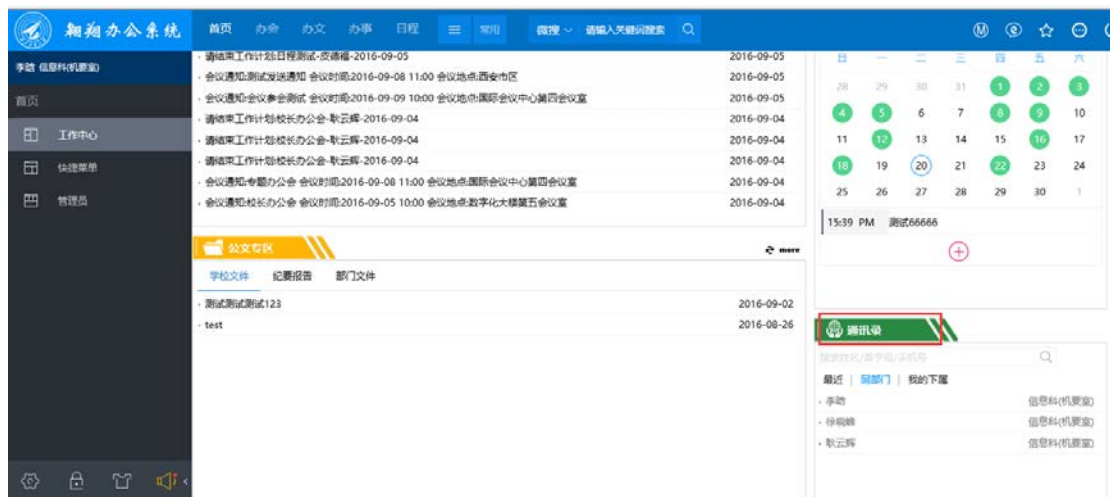 翱翔办公系统 首页 办会 办文 办事 日程 常用 微搜 请输入关键词搜索
李晗 信息科(机要室)
首页
工作中心
快捷菜单
管理员
· 请结束工作计划:日程测试-皮德福-2016-09-05 2016-09-05
· 会议通知:测试发送通知 会议时间:2016-09-08 11:00 会议地点:西安市区 2016-09-05
· 会议通知:会议参会测试 会议时间:2016-09-09 10:00 会议地点:国际会议中心第四会议室 2016-09-05
· 请结束工作计划:校长办公会-耿云辉-2016-09-04 2016-09-04
· 请结束工作计划:校长办公会-耿云辉-2016-09-04 2016-09-04
· 请结束工作计划:校长办公会-耿云辉-2016-09-04 2016-09-04
· 会议通知:专题办公会 会议时间:2016-09-08 11:00 会议地点:国际会议中心第四会议室 2016-09-04
· 会议通知:校长办公会 会议时间:2016-09-05 10:00 会议地点:数字化大楼第五会议室 2016-09-04
公文专区 more
学校文件 纪要报告 部门文件
· 测试测试测试123 2016-09-02
· test 2016-08-26
日 一 二 三 四 五 六
28 29 30 31 1 2 3
4 5 6 7 8 9 10
11 12 13 14 15 16 17
18 19 20 21 22 23 24
25 26 27 28 29 30 1
15:39 PM 测试66666
通讯录
搜索姓名/首字母/手机号
最近 | 同部门 | 我的下属
· 李晗 信息科(机要室)
· 徐晓峰 信息科(机要室)
· 耿云辉 信息科(机要室)